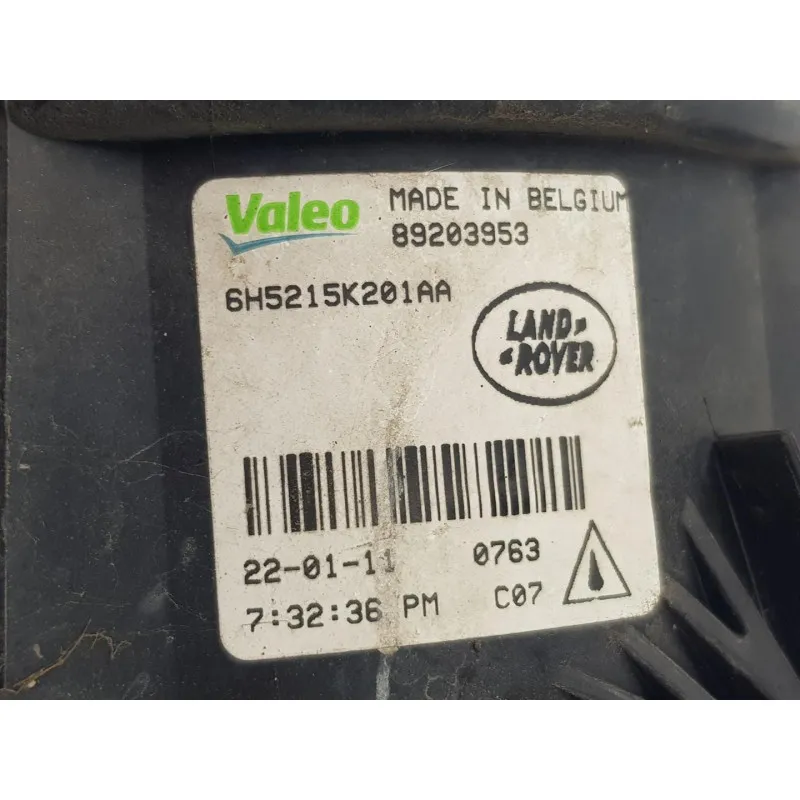 Valeo MADE IN BELGIUM
89203953
6H5215K201AA
LAND
ROVER
22-01-11 0763
7:32:36 PM C07